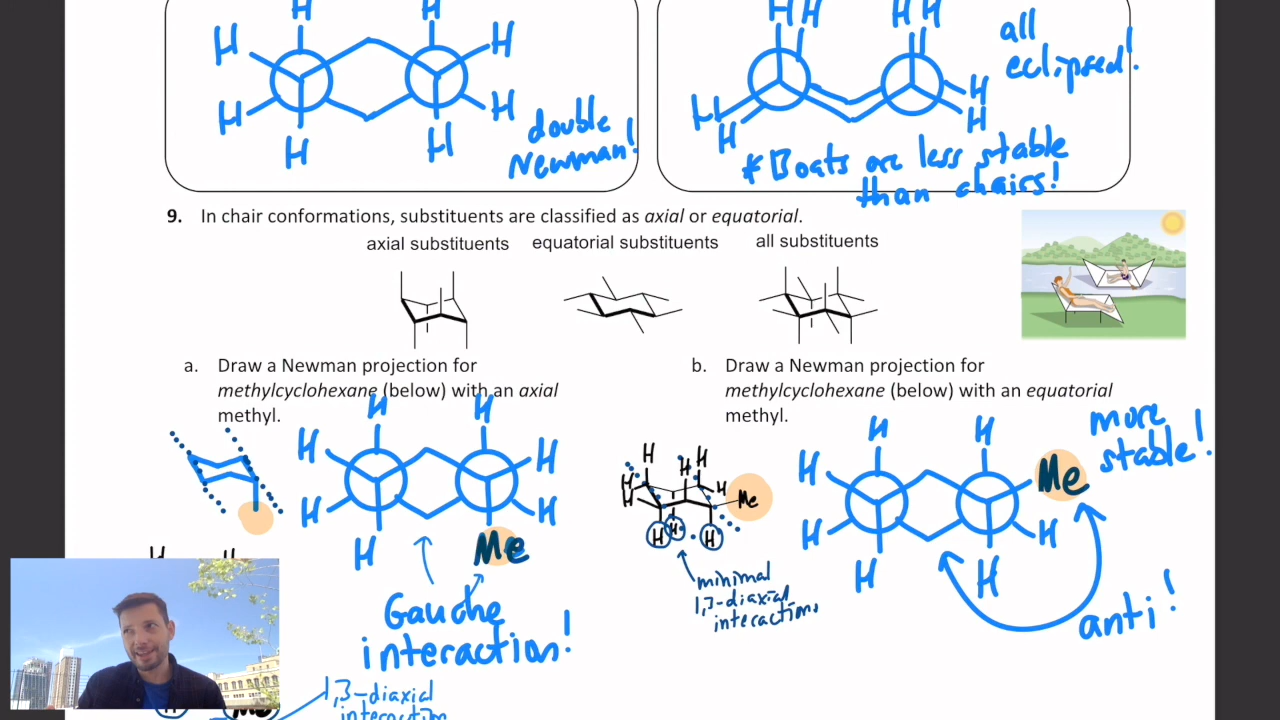 H H
H H
H H
H H
double
Newman!
H H H H
all
eclipsed!
H H
H H
*Boats are less stable
than chairs!
9. In chair conformations, substituents are classified as axial or equatorial.
axial substituents equatorial substituents all substituents
a. Draw a Newman projection for
methylcyclohexane (below) with an axial
methyl.
H H
H H
H H
H Me
Gauche
interaction!
1,3-diaxial
interaction
H H
H Me
b. Draw a Newman projection for
methylcyclohexane (below) with an equatorial
methyl.
H H H
H H Me
H
H H H
minimal
1,3-diaxial
interactions
H H
H Me
H H
H H
more
stable!
anti!